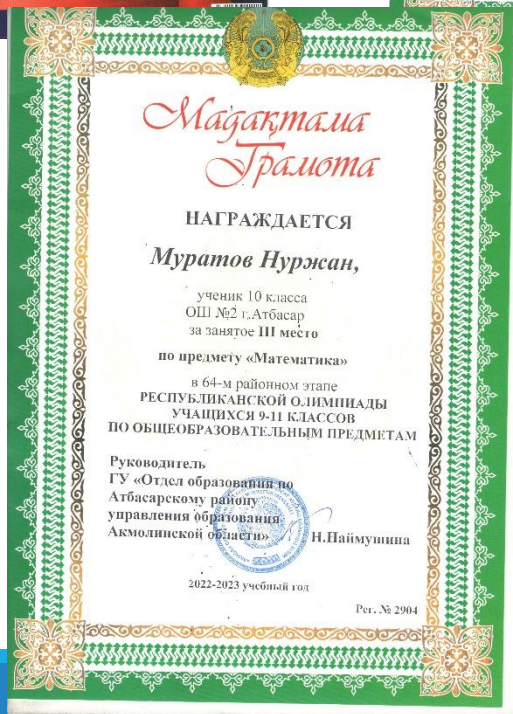 Мадақтама
Грамота
НАГРАЖДАЕТСЯ
Муратов Нуржан,
ученик 10 класса
ОШ №2 г.Атбасар
за занятое III место
по предмету «Математика»
в 64-м районном этапе
РЕСПУБЛИКАНСКОЙ ОЛИМПИАДЫ
УЧАЩИХСЯ 9-11 КЛАССОВ
ПО ОБЩЕОБРАЗОВАТЕЛЬНЫМ ПРЕДМЕТАМ
Руководитель
ГУ «Отдел образования по
Атбасарскому району
управления образования
Акмолинской области» Н.Наймушина
2022-2023 учебный год
Рег. № 2904